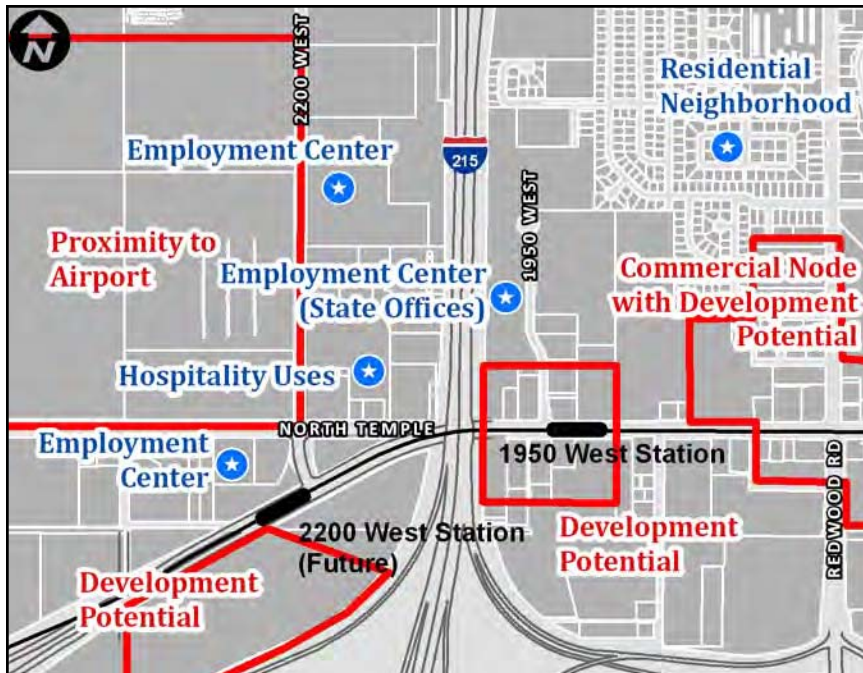 N
2200 WEST
Residential
Neighborhood
Employment Center
215
1950 WEST
Proximity to
Airport
Employment Center
(State Offices)
Commercial Node
with Development
Potential
Hospitality Uses
NORTH TEMPLE
Employment
Center
1950 West Station
REDWOOD RD
2200 West Station
(Future)
Development
Potential
Development
Potential